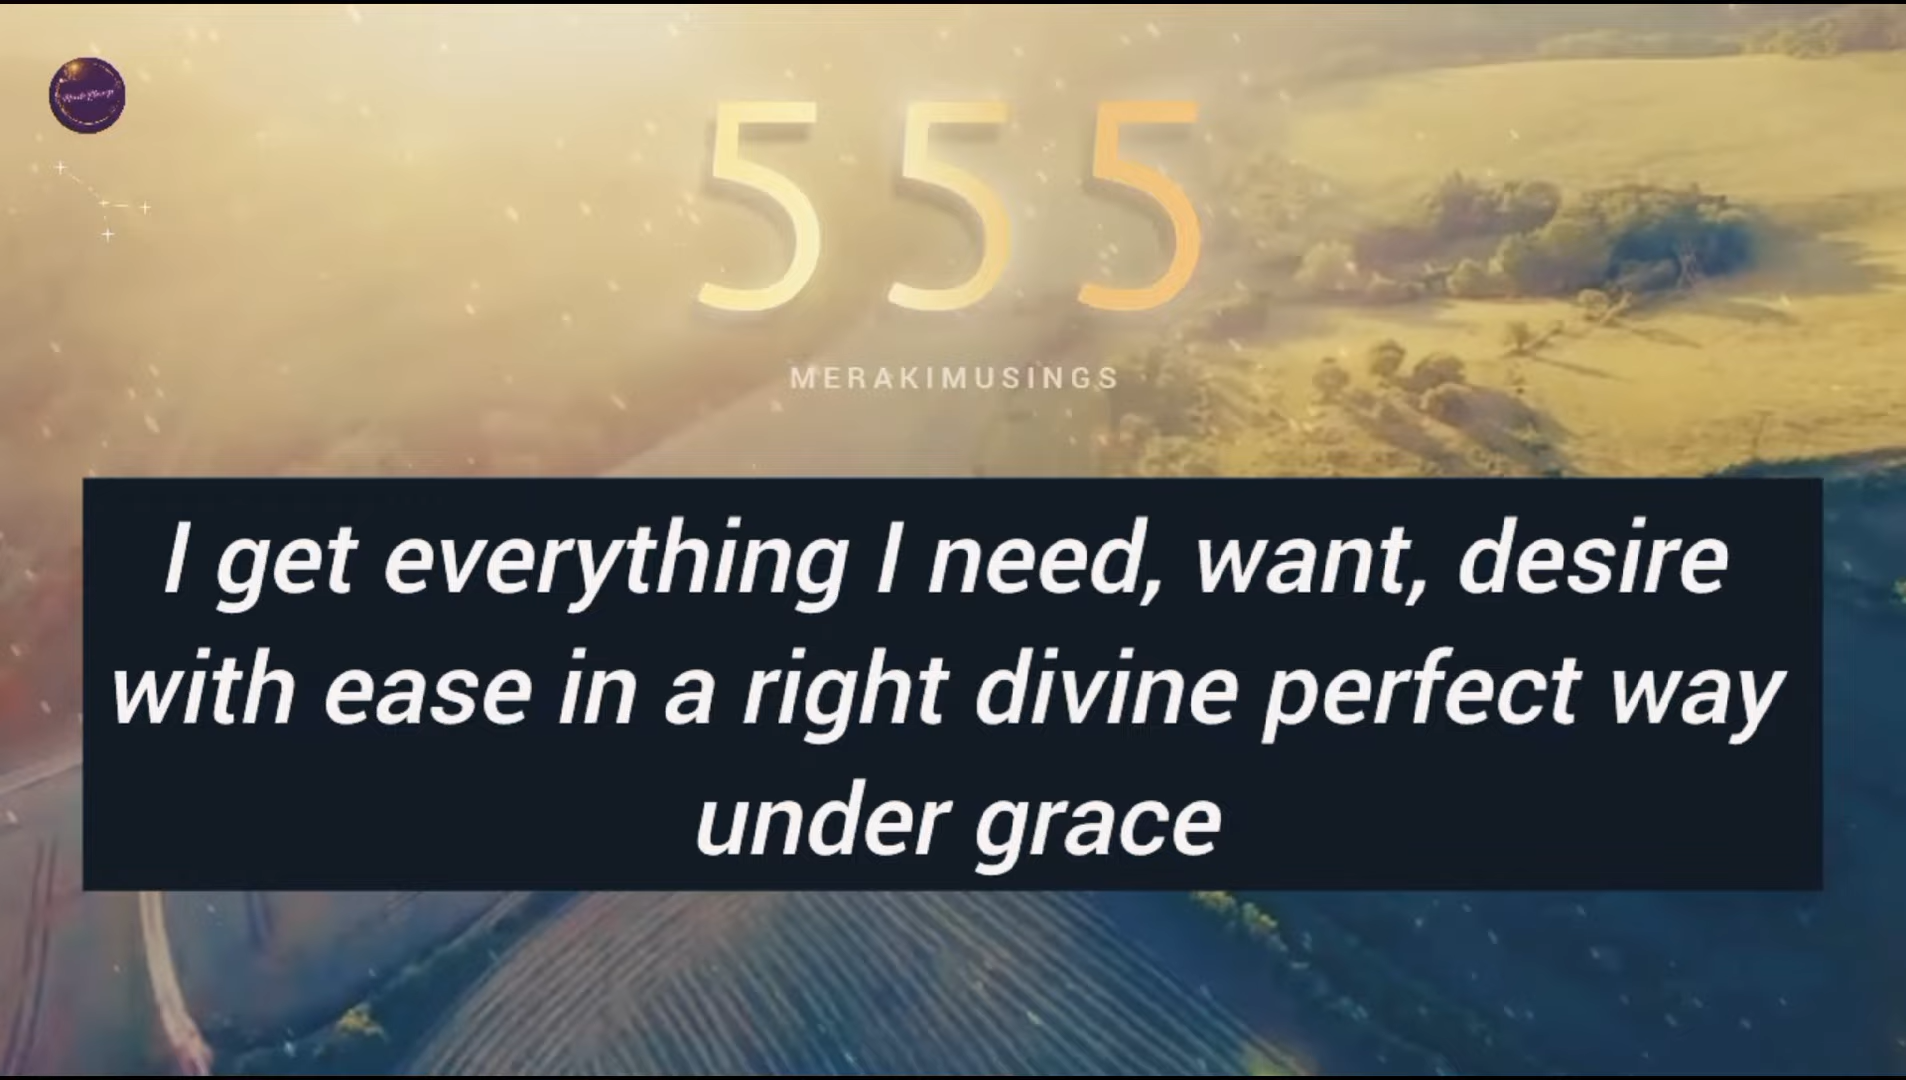 555
MERAKIMUSINGS
I get everything I need, want, desire
with ease in a right divine perfect way
under grace